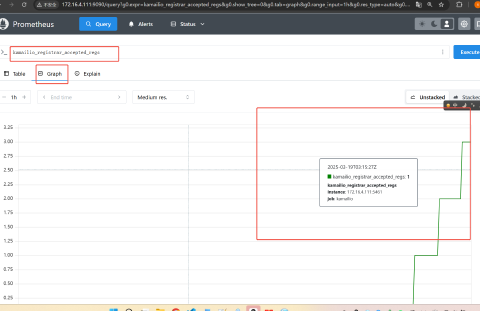 172.16.4.111:9090/query?g0.expr=kamailio_registrar_accepted_regs&g0.show_tree=0&g0.tab=graph&g0.range_input=1h&g0.res_type=auto&g0...
Prometheus Query Alerts Status
kamailio_registrar_accepted_regs Execute
Table Graph Explain
- 1h + End time Medium res. Unstacked Stacked
3.25
3.00
2.75
2.50
2.25
2.00
1.75
1.50
1.25
1.00
0.75
0.50
0.25
2025-03-19T03:15:27Z
kamailio_registrar_accepted_regs: 1
kamailio_registrar_accepted_regs
instance: 172.16.4.111:9461
job: kamailio